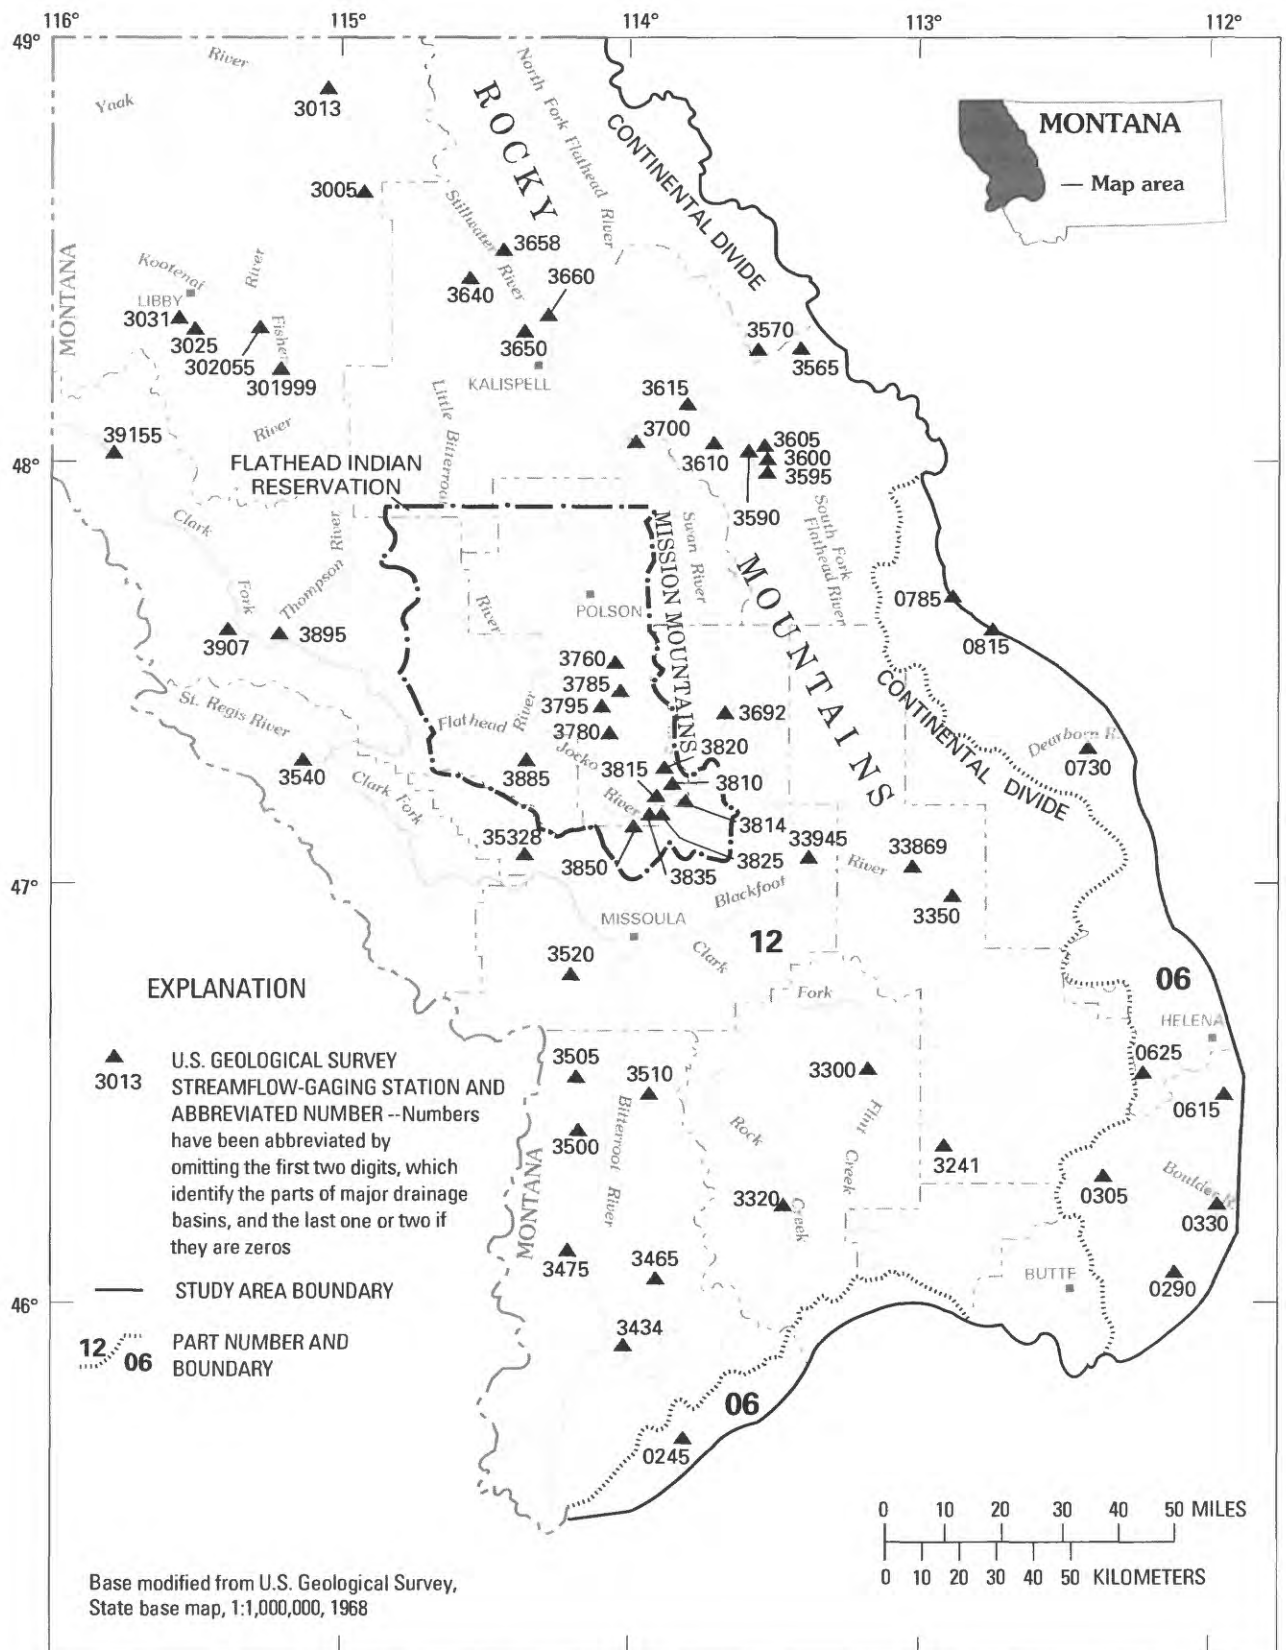 116°
115°
114°
113°
112°
49°
River
Yaak
3013
ROCKY
North Fork Flathead River
CONTINENTAL DIVIDE
MONTANA
Map area
3005
Stillwater River
3658
3640
3660
3650
KALISPELL
MONTANA
Kootenai
River
LIBBY
3031
3025
302055
Fisher
301999
River
3570
3565
3615
3700
3610
3605
3600
3595
3590
39155
48°
FLATHEAD INDIAN
RESERVATION
Little Bitterroot
River
Clark
Fork
Thompson River
MISSION MOUNTAINS
Swan River
South Fork
Flathead River
MOUNTAINS
POLSON
0785
0815
3907
3895
3760
3785
3795
3780
3692
CONTINENTAL DIVIDE
St. Regis River
Flathead
River
Jocko
River
3820
3815
3810
3814
3825
3835
3850
3540
3885
Clark Fork
35328
Dearborn R.
0730
33945
River
33869
Blackfoot
3350
47°
MISSOULA
12
3520
Clark
Fork
06
HELENA
0625
0615
EXPLANATION
3013
U.S. GEOLOGICAL SURVEY
STREAMFLOW-GAGING STATION AND
ABBREVIATED NUMBER --Numbers
have been abbreviated by
omitting the first two digits, which
identify the parts of major drainage
basins, and the last one or two if
they are zeros
STUDY AREA BOUNDARY
12
06
PART NUMBER AND
BOUNDARY
3505
3510
3500
Bitterroot River
MONTANA
3300
Rock
Creek
Flint
Creek
3241
3320
0305
Boulder R.
0330
3475
3465
BUTTE
0290
46°
3434
06
0245
0 10 20 30 40 50 MILES
0 10 20 30 40 50 KILOMETERS
Base modified from U.S. Geological Survey,
State base map, 1:1,000,000, 1968